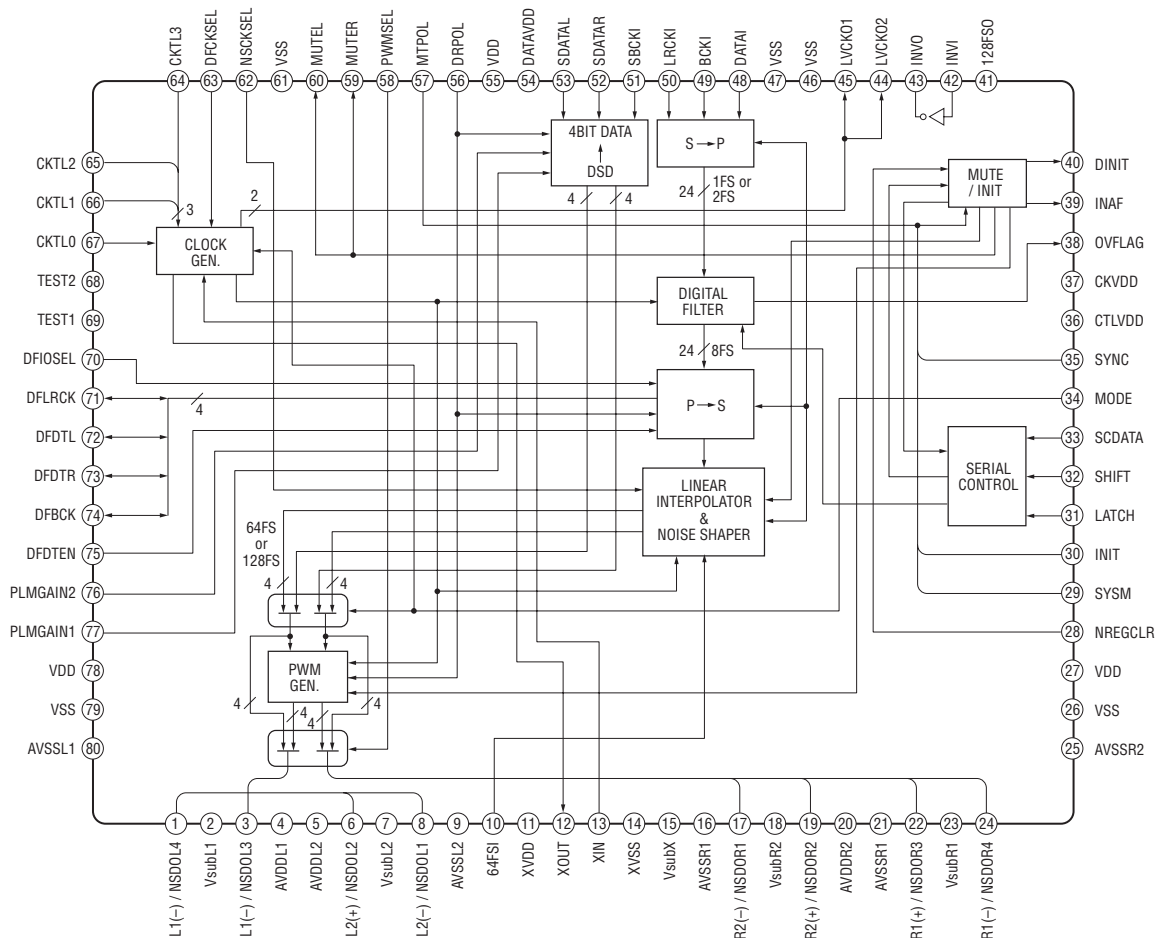 CKTL3
DFCKSEL
NSCKSEL
VSS
MUTEL
MUTER
PWMSEL
MTPOL
DRPOL
VDD
DATAVDD
SDATAL
SDATAR
SBCKI
LRCKI
BCKI
DATAI
VSS
VSS
LVCKO1
LVCKO2
INVO
INVI
128FSO
64
63
62
61
60
59
58
57
56
55
54
53
52
51
50
49
48
47
46
45
44
43
42
41
CKTL2 65
CKTL1 66
CKTL0 67
TEST2 68
TEST1 69
DFIOSEL 70
DFLRCK 71
DFDTL 72
DFDTR 73
DFBCK 74
DFDTEN 75
PLMGAIN2 76
PLMGAIN1 77
VDD 78
VSS 79
AVSSL1 80
4BIT DATA
DSD
4
4
S P
24
1FS or
2FS
MUTE
/ INIT
3
2
CLOCK
GEN.
DIGITAL
FILTER
24 8FS
4
P S
LINEAR
INTERPOLATOR
&
NOISE SHAPER
SERIAL
CONTROL
64FS
or
128FS
4
4
PWM
GEN.
4
4
4
4
40 DINIT
39 INAF
38 OVFLAG
37 CKVDD
36 CTLVDD
35 SYNC
34 MODE
33 SCDATA
32 SHIFT
31 LATCH
30 INIT
29 SYSM
28 NREGCLR
27 VDD
26 VSS
25 AVSSR2
1
2
3
4
5
6
7
8
9
10
11
12
13
14
15
16
17
18
19
20
21
22
23
24
L1(–) / NSDOL4
VsubL1
L1(–) / NSDOL3
AVDDL1
AVDDL2
L2(+) / NSDOL2
VsubL2
L2(–) / NSDOL1
AVSSL2
64FSI
XVDD
XOUT
XIN
XVSS
VsubX
AVSSR1
R2(–) / NSDOR1
VsubR2
R2(+) / NSDOR2
AVDDR2
AVSSR1
R1(+) / NSDOR3
VsubR1
R1(–) / NSDOR4